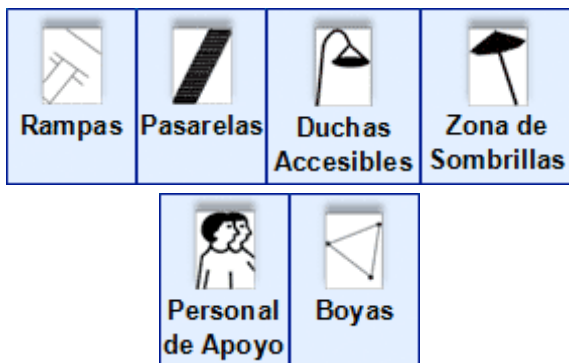 Rampas
Pasarelas
Duchas
Accesibles
Zona de
Sombrillas
Personal
de Apoyo
Boyas